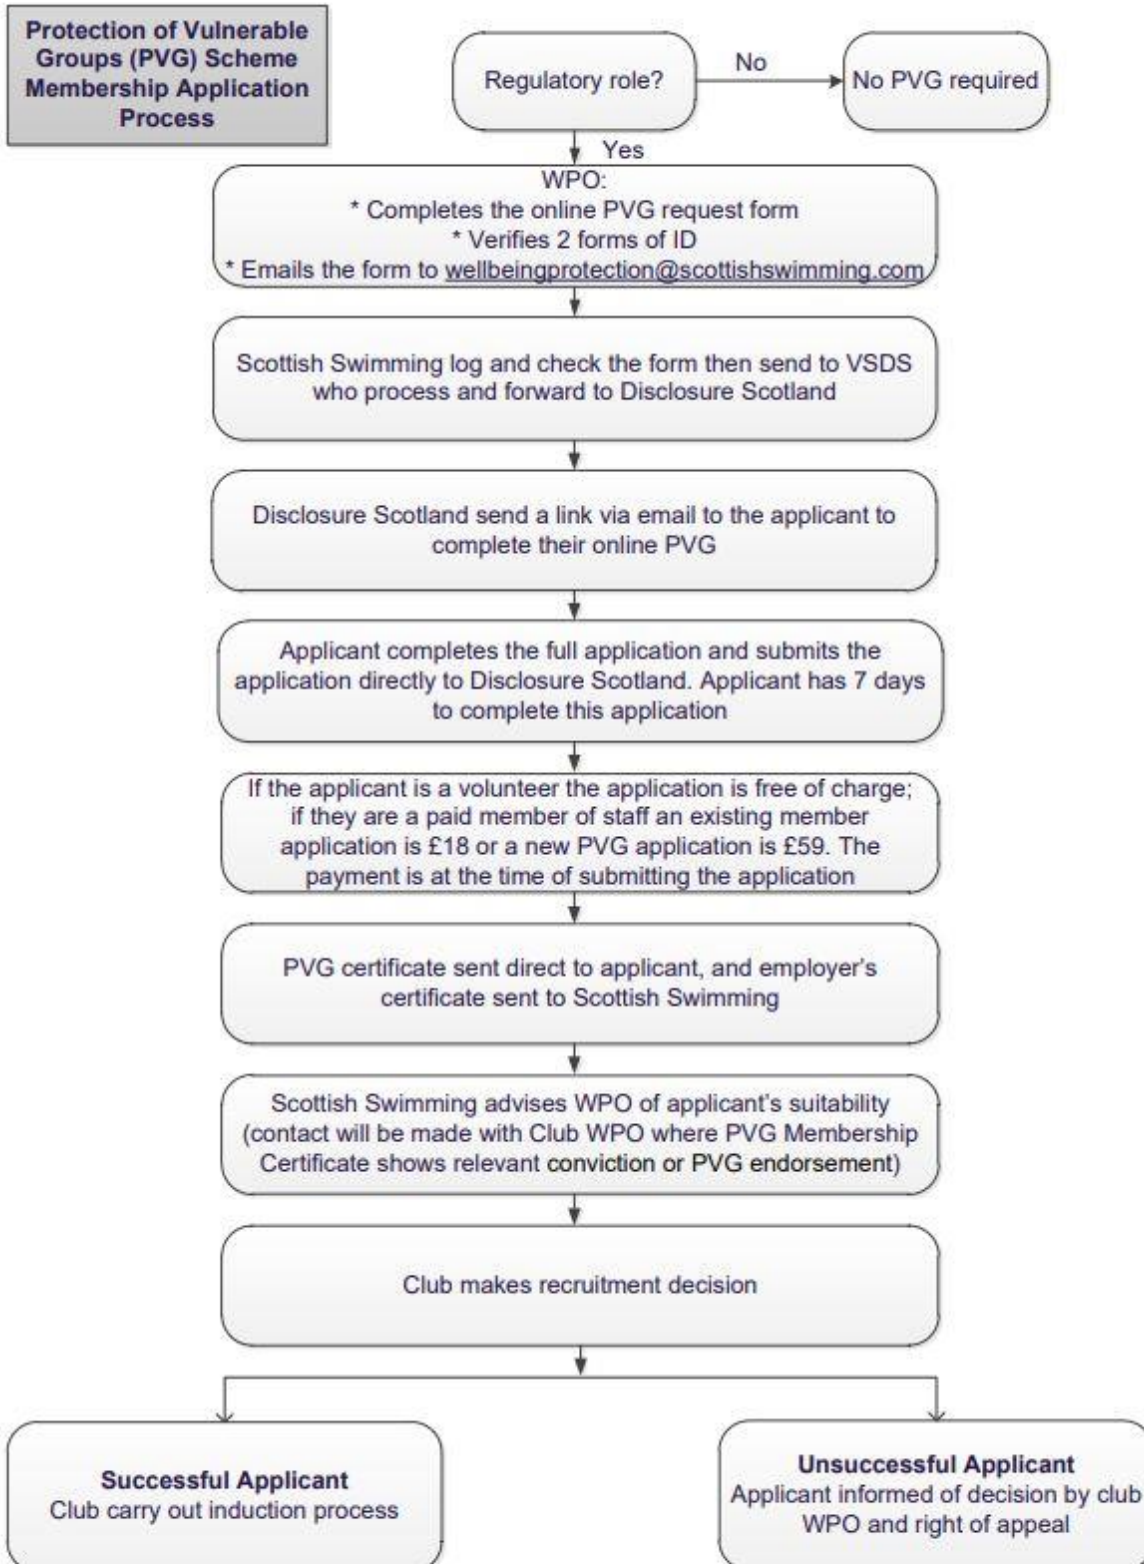 Protection of Vulnerable
Groups (PVG) Scheme
Membership Application
Process
Regulatory role?
No
No PVG required
Yes
WPO:
* Completes the online PVG request form
* Verifies 2 forms of ID
* Emails the form to wellbeingprotection@scottishswimming.com
Scottish Swimming log and check the form then send to VSDS
who process and forward to Disclosure Scotland
Disclosure Scotland send a link via email to the applicant to
complete their online PVG
Applicant completes the full application and submits the
application directly to Disclosure Scotland. Applicant has 7 days
to complete this application
If the applicant is a volunteer the application is free of charge;
if they are a paid member of staff an existing member
application is £18 or a new PVG application is £59. The
payment is at the time of submitting the application
PVG certificate sent direct to applicant, and employer's
certificate sent to Scottish Swimming
Scottish Swimming advises WPO of applicant's suitability
(contact will be made with Club WPO where PVG Membership
Certificate shows relevant conviction or PVG endorsement)
Club makes recruitment decision
Successful Applicant
Club carry out induction process
Unsuccessful Applicant
Applicant informed of decision by club
WPO and right of appeal